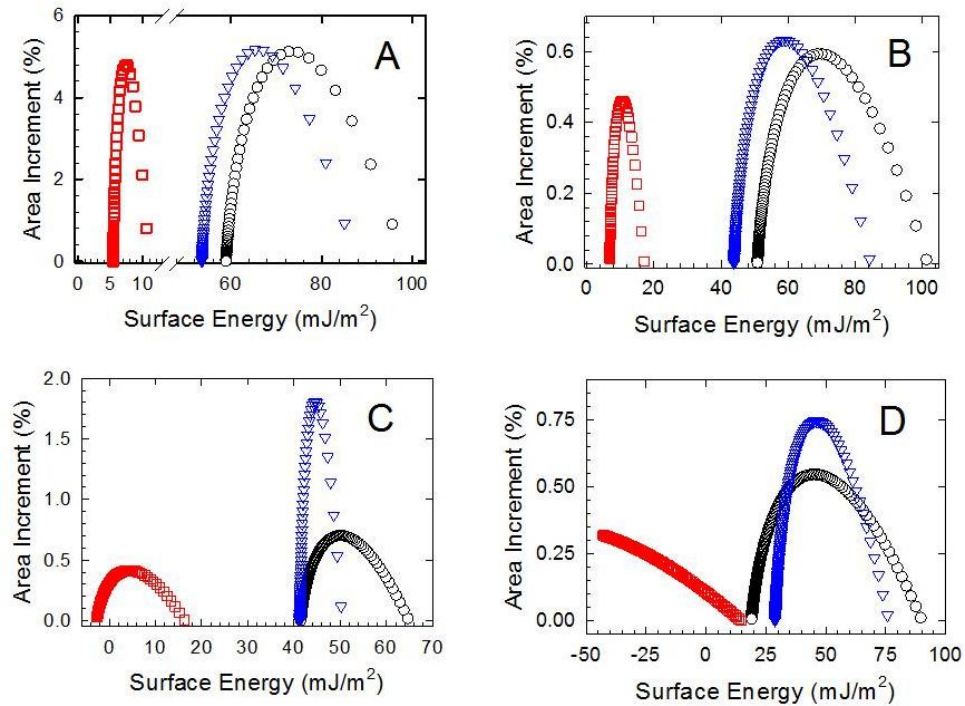 A
Area Increment (%)
6
4
2
0
0 5 10 60 80 100
Surface Energy (mJ/m²)
B
Area Increment (%)
0.6
0.4
0.2
0.0
0 20 40 60 80 100
Surface Energy (mJ/m²)
C
Area Increment (%)
2.0
1.5
1.0
0.5
0.0
0 10 20 30 40 50 60 70
Surface Energy (mJ/m²)
D
Area Increment (%)
0.75
0.50
0.25
0.00
-50 -25 0 25 50 75 100
Surface Energy (mJ/m²)